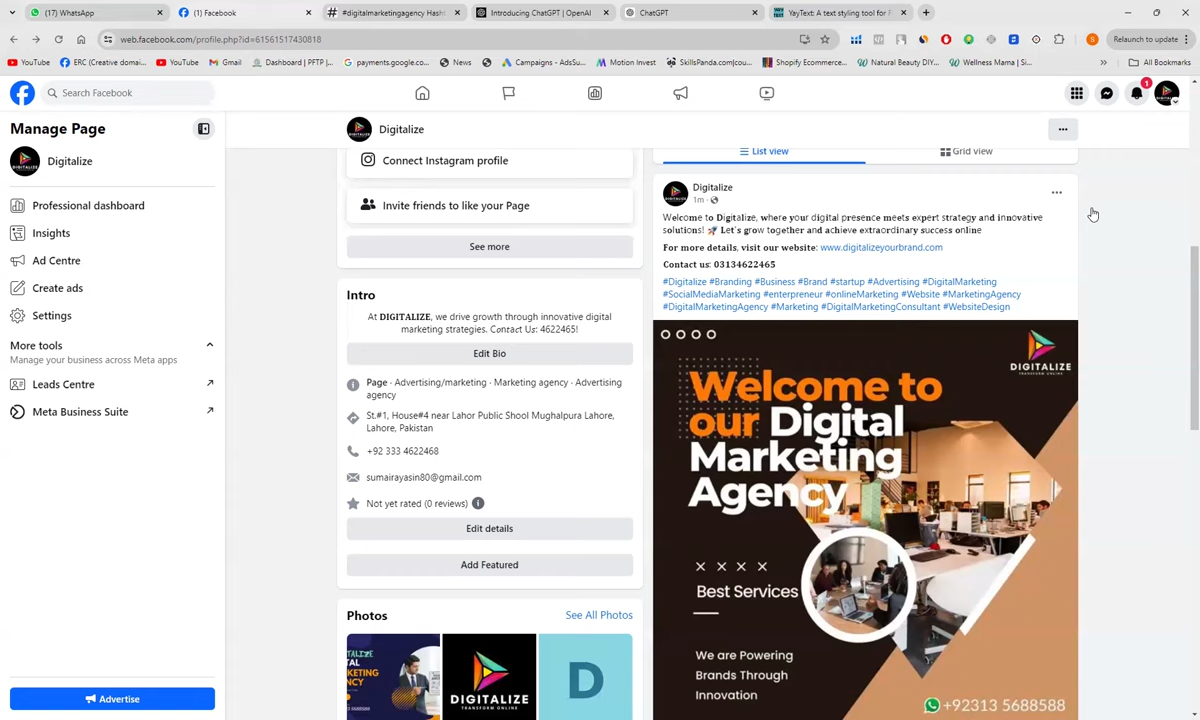 (17) WhatsApp
(1) Facebook
#digitalmarketingagency Hasht
Introducing ChatGPT | OpenAI
ChatGPT
YayText: A text styling tool for F
web.facebook.com/profile.php?id=61561517430818
Relaunch to update
YouTube
ERC (Creative domai...
YouTube
Gmail
Dashboard | PFTP |...
payments.google.co...
News
Campaigns - AdsSu...
Motion Invest
SkillsPanda.com|cou...
Shopify Ecommerce...
Natural Beauty DIY...
Wellness Mama | Si...
All Bookmarks
Search Facebook
1
Manage Page
Digitalize
Professional dashboard
Insights
Ad Centre
Create ads
Settings
More tools
Manage your business across Meta apps
Leads Centre
Meta Business Suite
Advertise
Digitalize
Connect Instagram profile
Invite friends to like your Page
See more
Intro
At DIGITALIZE, we drive growth through innovative digital
marketing strategies. Contact Us: 4622465!
Edit Bio
Page · Advertising/marketing · Marketing agency · Advertising
agency
St.#1, House#4 near Lahor Public Shool Mughalpura Lahore,
Lahore, Pakistan
+92 333 4622468
sumairayasin80@gmail.com
Not yet rated (0 reviews)
Edit details
Add Featured
Photos
See All Photos
DIGITALIZE
TRANSFORM ONLINE
D
List view
Grid view
Digitalize
1m
Welcome to Digitalize, where your digital presence meets expert strategy and innovative
solutions! 🚀 Let's grow together and achieve extraordinary success online
For more details, visit our website: www.digitalizeyourbrand.com
Contact us: 03134622465
#Digitalize #Branding #Business #Brand #startup #Advertising #DigitalMarketing
#SocialMediaMarketing #enterpreneur #onlineMarketing #Website #MarketingAgency
#DigitalMarketingAgency #Marketing #DigitalMarketingConsultant #WebsiteDesign
DIGITALIZE
TRANSFORM ONLINE
Welcome to
our Digital
Marketing
Agency
Best Services
We are Powering
Brands Through
Innovation
+92313 5688588